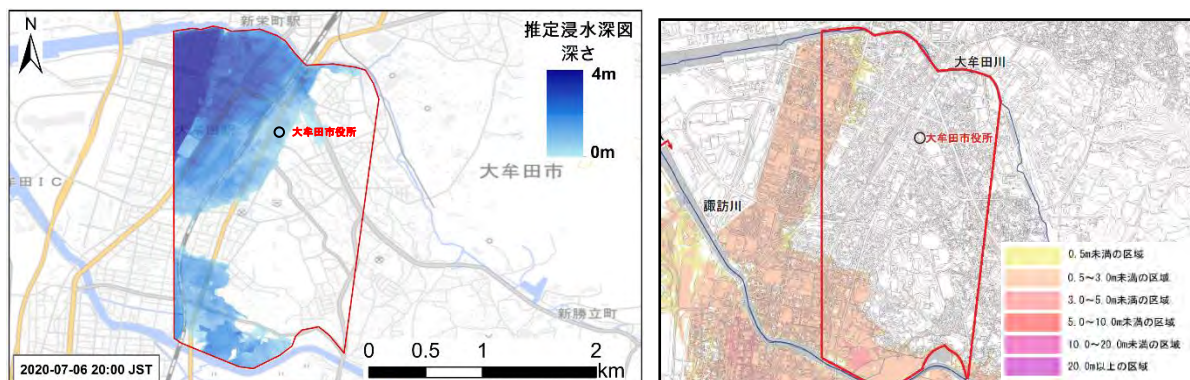 N
新栄町駅
推定浸水深図
深さ
4m
0m
大牟田市役所
大牟田市
牟田IC
新勝立町
2020-07-06 20:00 JST
0 0.5 1 2
km
大牟田川
大牟田市役所
諏訪川
0.5m未満の区域
0.5~3.0m未満の区域
3.0~5.0m未満の区域
5.0~10.0m未満の区域
10.0~20.0m未満の区域
20.0m以上の区域